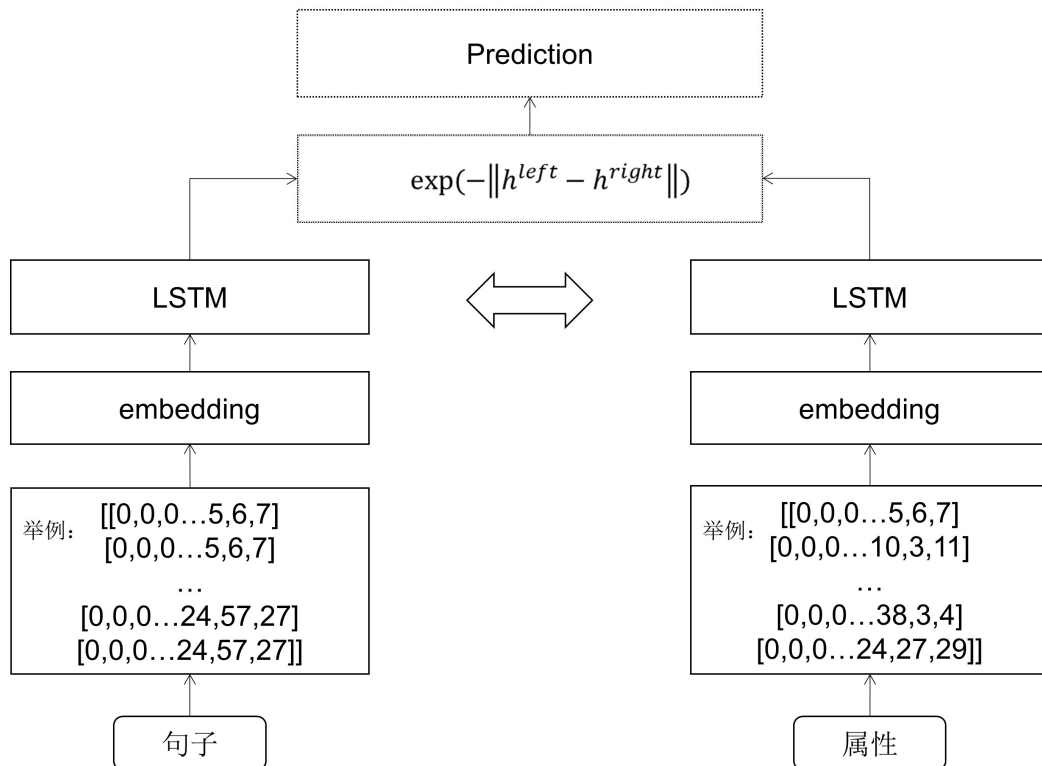 Prediction
exp(−‖h^{left} − h^{right}‖)
LSTM
LSTM
embedding
embedding
举例：
[[0,0,0…5,6,7]
[0,0,0…5,6,7]
…
[0,0,0…24,57,27]
[0,0,0…24,57,27]]
举例：
[[0,0,0…5,6,7]
[0,0,0…10,3,11]
…
[0,0,0…38,3,4]
[0,0,0…24,27,29]]
句子
属性